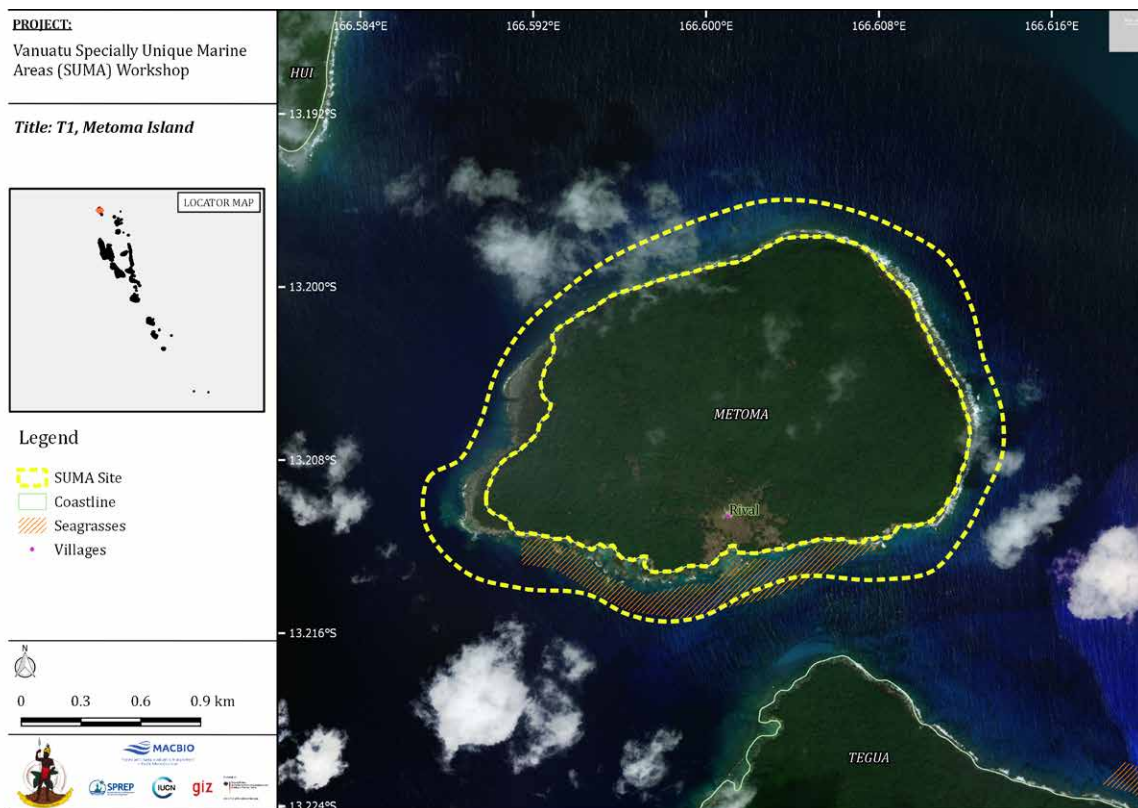 PROJECT:
Vanuatu Specially Unique Marine
Areas (SUMA) Workshop
Title: T1, Metoma Island
LOCATOR MAP
Legend
SUMA Site
Coastline
Seagrasses
Villages
N
0 0.3 0.6 0.9 km
MACBIO
SPREP
IUCN
giz
166.584°E 166.592°E 166.600°E 166.608°E 166.616°E
HUI
13.192°S
13.200°S
METOMA
13.208°S
Rival
13.216°S
TEGUA
13.224°S